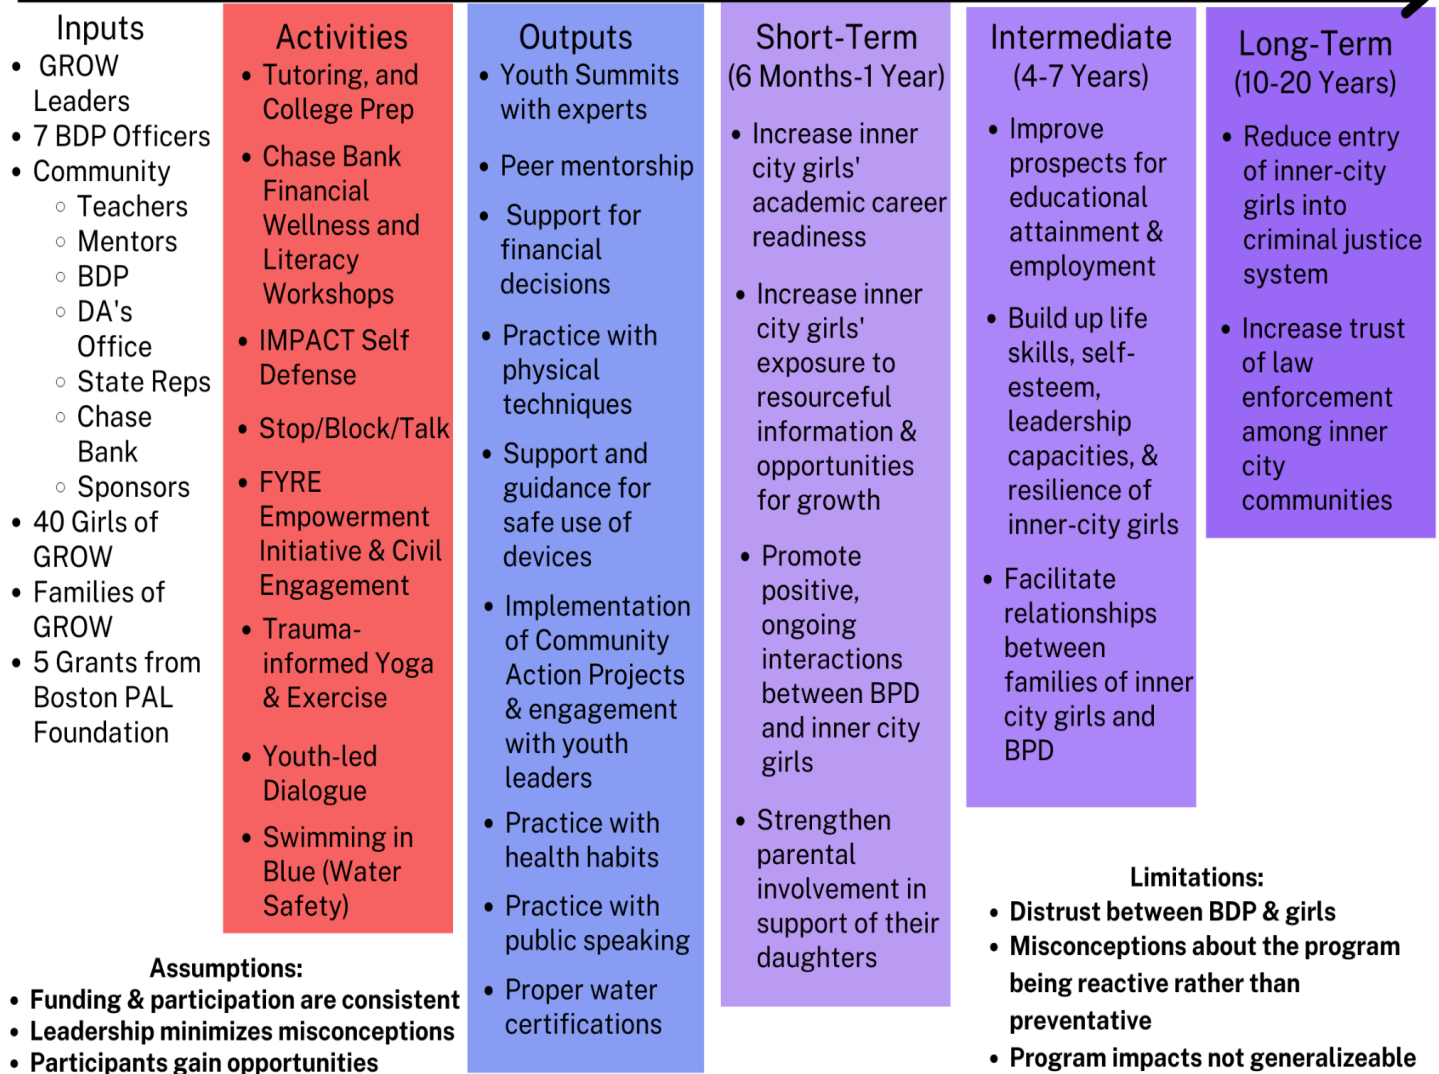 Inputs
• GROW
Leaders
• 7 BDP Officers
• Community
○ Teachers
○ Mentors
○ BDP
○ DA's
Office
○ State Reps
○ Chase
Bank
○ Sponsors
• 40 Girls of
GROW
• Families of
GROW
• 5 Grants from
Boston PAL
Foundation
Activities
• Tutoring, and
College Prep
• Chase Bank
Financial
Wellness and
Literacy
Workshops
• IMPACT Self
Defense
• Stop/Block/Talk
• FYRE
Empowerment
Initiative & Civil
Engagement
• Trauma-
informed Yoga
& Exercise
• Youth-led
Dialogue
• Swimming in
Blue (Water
Safety)
Outputs
• Youth Summits
with experts
• Peer mentorship
• Support for
financial
decisions
• Practice with
physical
techniques
• Support and
guidance for
safe use of
devices
• Implementation
of Community
Action Projects
& engagement
with youth
leaders
• Practice with
health habits
• Practice with
public speaking
• Proper water
certifications
Short-Term
(6 Months-1 Year)
• Increase inner
city girls'
academic career
readiness
• Increase inner
city girls'
exposure to
resourceful
information &
opportunities
for growth
• Promote
positive,
ongoing
interactions
between BPD
and inner city
girls
• Strengthen
parental
involvement in
support of their
daughters
Intermediate
(4-7 Years)
• Improve
prospects for
educational
attainment &
employment
• Build up life
skills, self-
esteem,
leadership
capacities, &
resilience of
inner-city girls
• Facilitate
relationships
between
families of inner
city girls and
BPD
Long-Term
(10-20 Years)
• Reduce entry
of inner-city
girls into
criminal justice
system
• Increase trust
of law
enforcement
among inner
city
communities
Assumptions:
• Funding & participation are consistent
• Leadership minimizes misconceptions
• Participants gain opportunities
Limitations:
• Distrust between BDP & girls
• Misconceptions about the program
being reactive rather than
preventative
• Program impacts not generalizeable